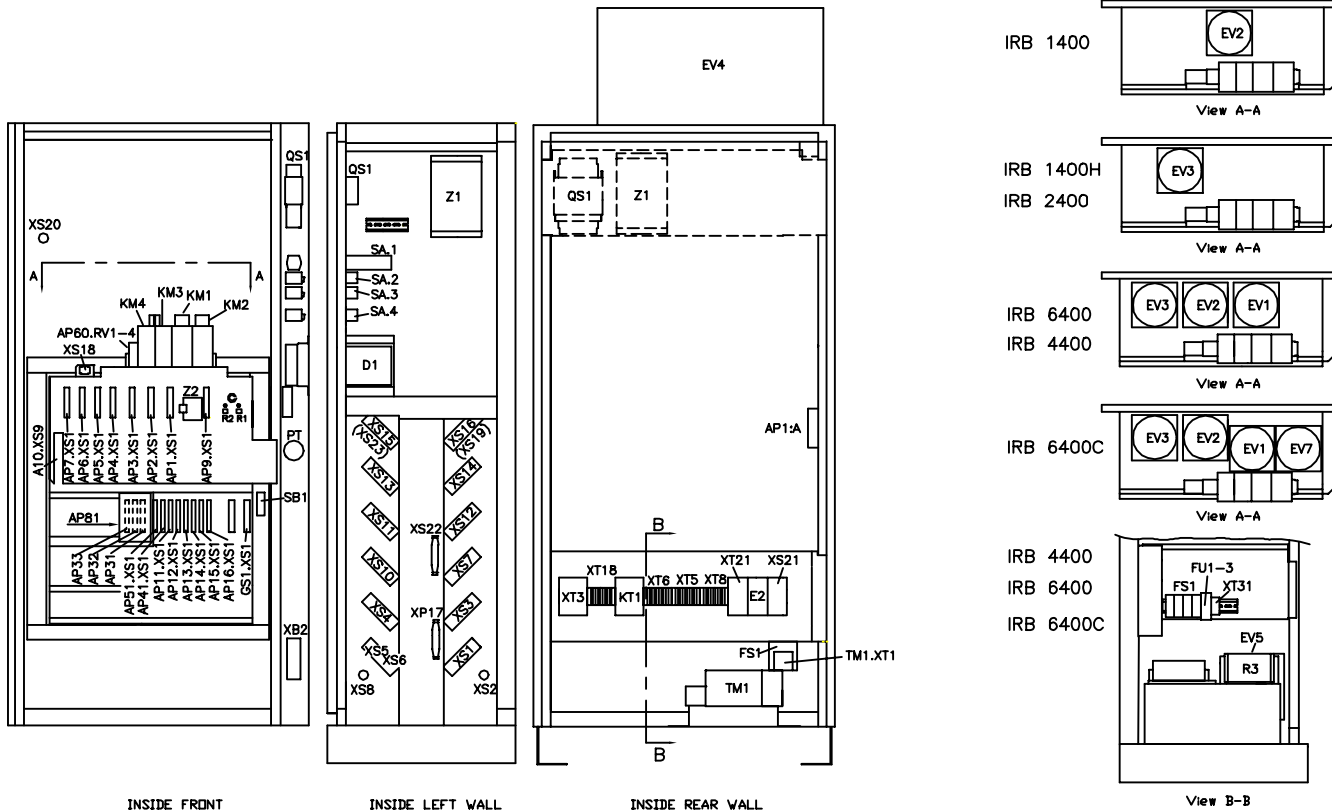 EV4
QS1
XS20
A
A
KM4
KM3
KM1
KM2
AP60.RV1-4
XS18
Z2
R2
R1
A10.XS9
AP7.XS1
AP6.XS1
AP5.XS1
AP4.XS1
AP3.XS1
AP2.XS1
AP1.XS1
AP9.XS1
PT
SB1
AP81
AP33
AP32
AP31
AP51.XS1
AP41.XS1
AP11.XS1
AP12.XS1
AP13.XS1
AP14.XS1
AP15.XS1
AP16.XS1
GS1.XS1
XB2
INSIDE FRONT
QS1
Z1
SA.1
SA.2
SA.3
SA.4
D1
XS15
(XS23)
XS16
(XS19)
XS13
XS14
XS11
XS12
XS22
XS10
XS7
XS4
XP17
XS3
XS5
XS6
XS1
XS8
XS2
INSIDE LEFT WALL
QS1
Z1
AP1:A
B
XT18
XT21
XS21
XT3
KT1
XT6
XT5
XT8
E2
FS1
TM1.XT1
TM1
B
INSIDE REAR WALL
IRB 1400
EV2
View A-A
IRB 1400H
IRB 2400
EV3
View A-A
IRB 6400
IRB 4400
EV3
EV2
EV1
View A-A
IRB 6400C
EV3
EV2
EV1
EV7
View A-A
IRB 4400
IRB 6400
IRB 6400C
FU1-3
FS1
XT31
EV5
R3
View B-B